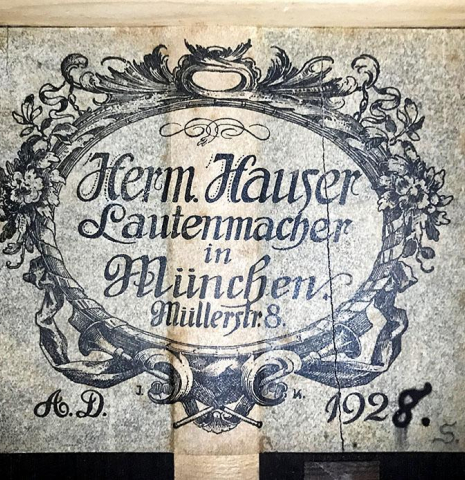 Herm. Hauser
Lautenmacher
in
München.
Müllerstr. 8.
J. H.
A. D. 1928.
S.